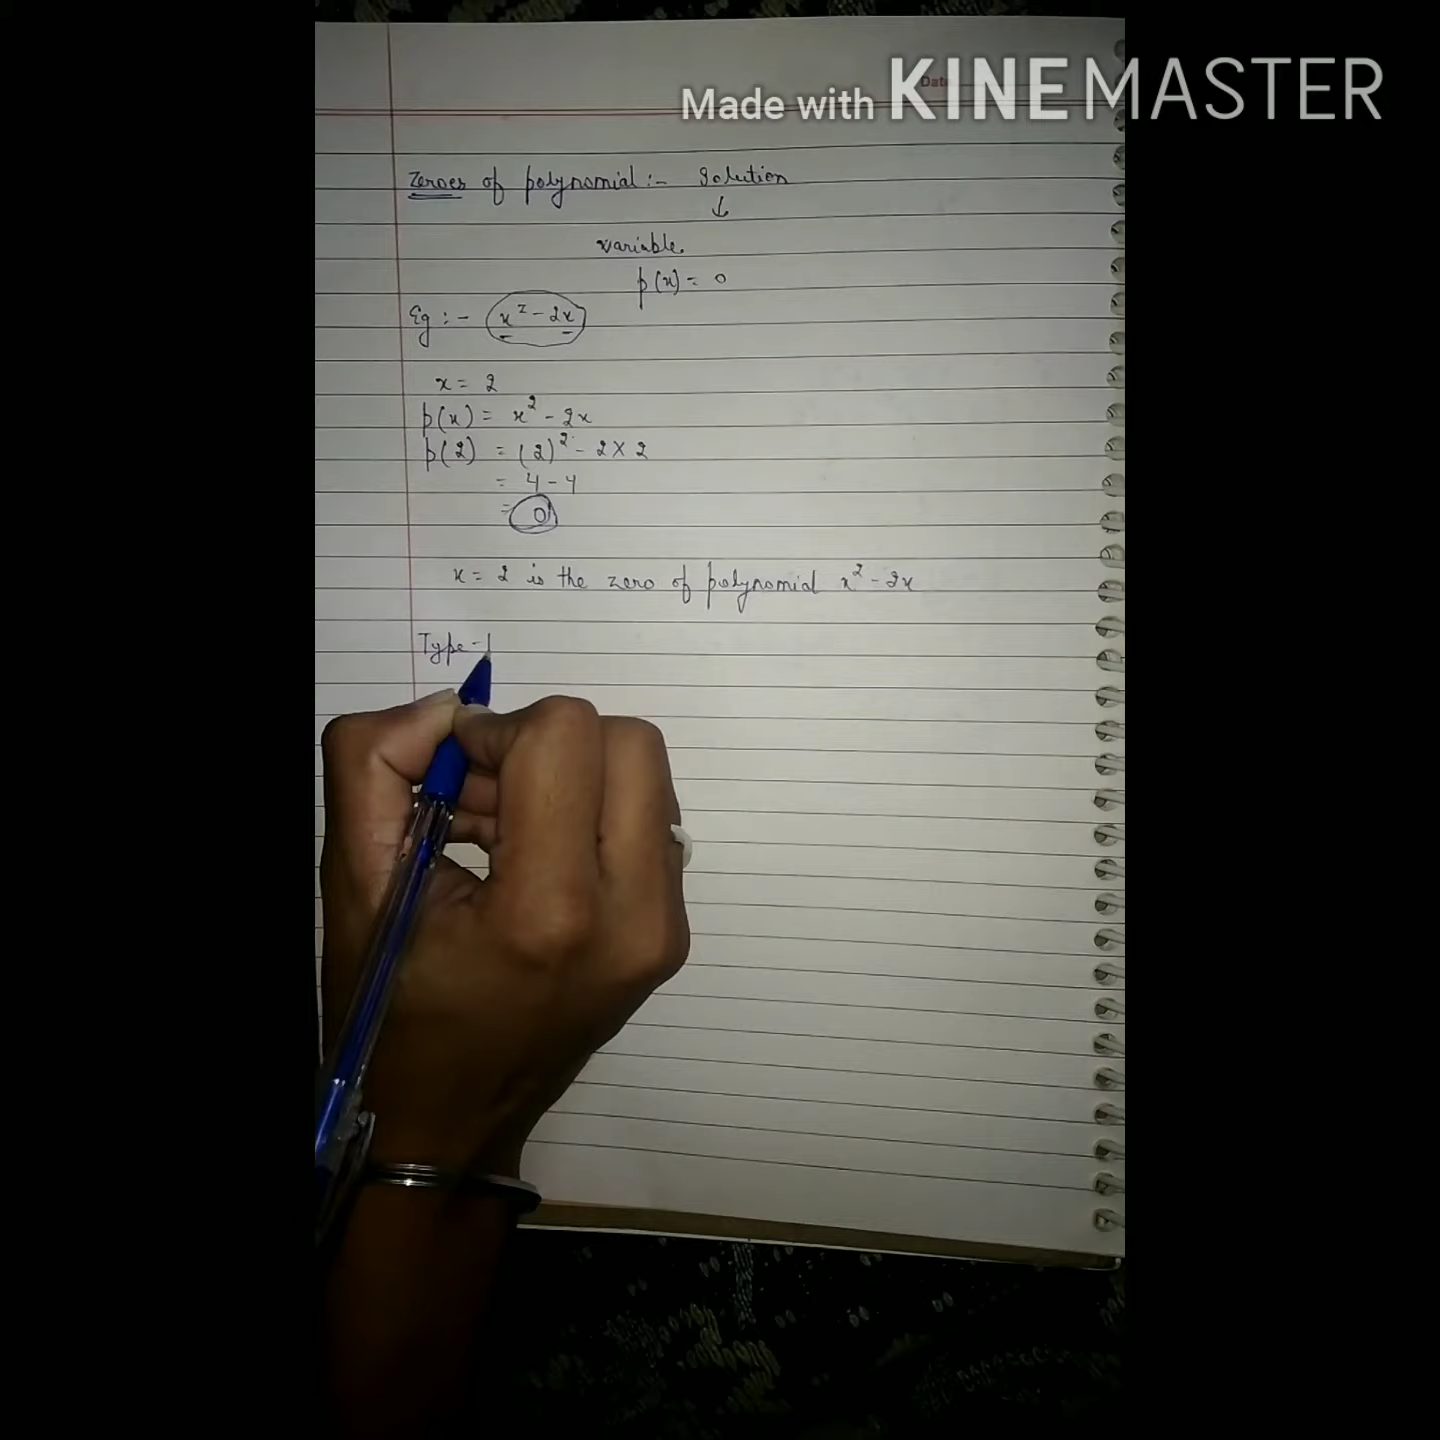 Made with KINEMASTER
Date
Zeroes of polynomial :- Solution
↓
variable
p(x) = 0
Eg :- x² - 2x
x = 2
p(x) = x² - 2x
p(2) = (2)² - 2 × 2
= 4 - 4
= 0
x = 2 is the zero of polynomial x² - 2x
Type - 1